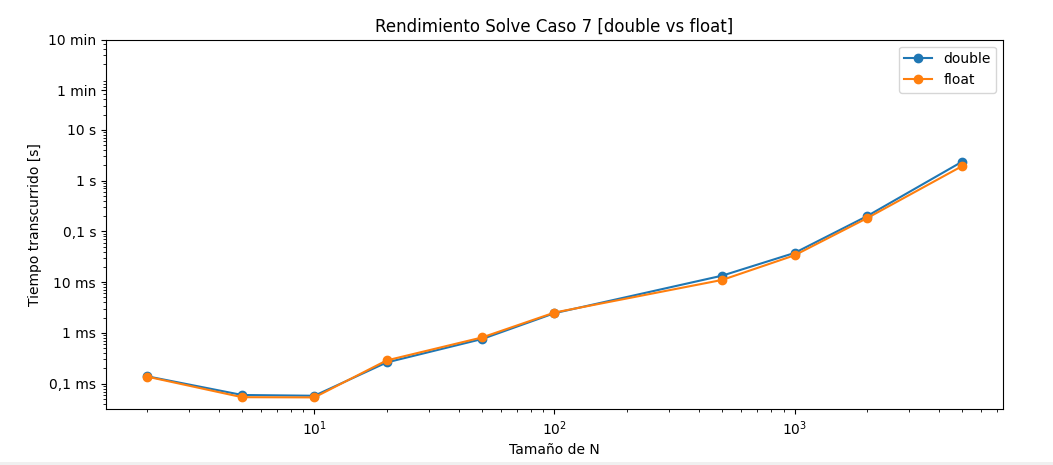 Rendimiento Solve Caso 7 [double vs float]
10 min
1 min
10 s
1 s
0,1 s
10 ms
1 ms
0,1 ms
Tiempo transcurrido [s]
double
float
10¹
10²
10³
Tamaño de N